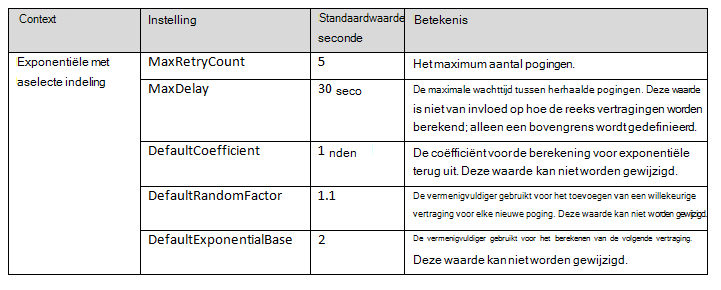 Context Instelling Standaardwaarde Betekenis
seconde
Exponentiële met MaxRetryCount 5 Het maximum aantal pogingen.
aselecte indeling
MaxDelay 30 seco De maximale wachttijd tussen herhaalde pogingen. Deze waarde
is niet van invloed op hoe de reeks vertragingen worden
berekend; alleen een bovengrens wordt gedefinieerd.
DefaultCoefficient 1 nden De coëfficiënt voor de berekening voor exponentiële
terug uit. Deze waarde kan niet worden gewijzigd.
DefaultRandomFactor 1.1 De vermenigvuldiger gebruikt voor het toevoegen van een willekeurige
vertraging voor elke nieuwe poging. Deze waarde kan niet worden gewijzigd.
DefaultExponentialBase 2 De vermenigvuldiger gebruikt voor het berekenen van de volgende vertraging.
Deze waarde kan niet worden gewijzigd.